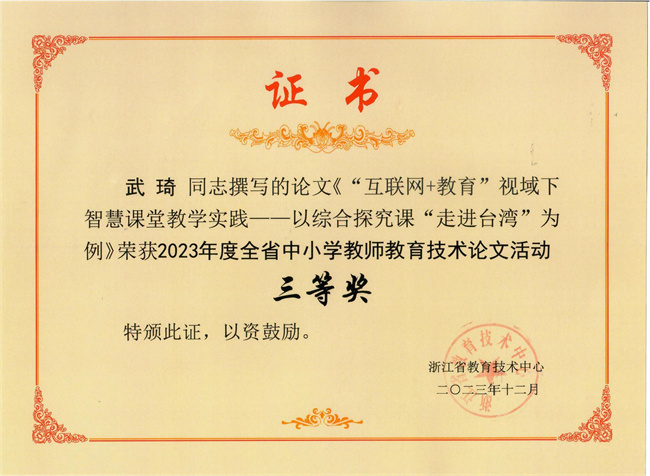 证书
武琦 同志撰写的论文《“互联网+教育”视域下
智慧课堂教学实践——以综合探究课“走进台湾”为
例》荣获2023年度全省中小学教师教育技术论文活动
三等奖
特颁此证，以资鼓励。
浙江省教育技术中心
二〇二三年十二月